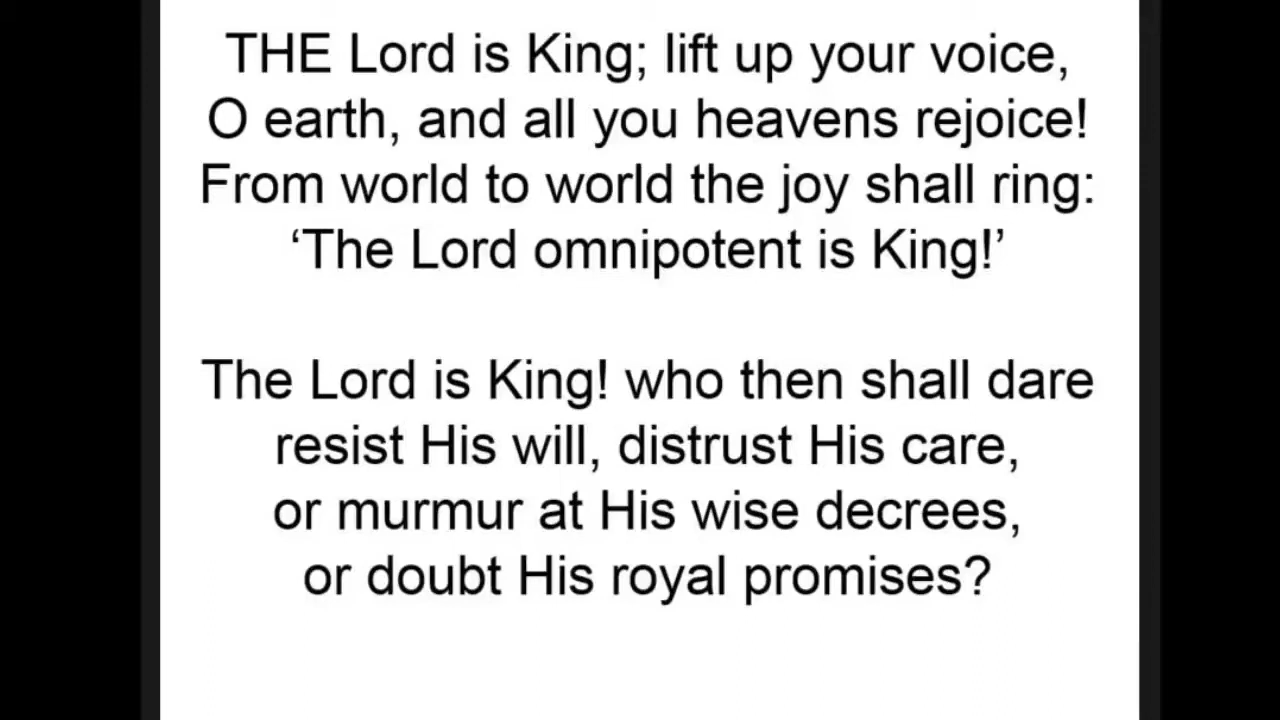 THE Lord is King; lift up your voice,
O earth, and all you heavens rejoice!
From world to world the joy shall ring:
‘The Lord omnipotent is King!’
The Lord is King! who then shall dare
resist His will, distrust His care,
or murmur at His wise decrees,
or doubt His royal promises?